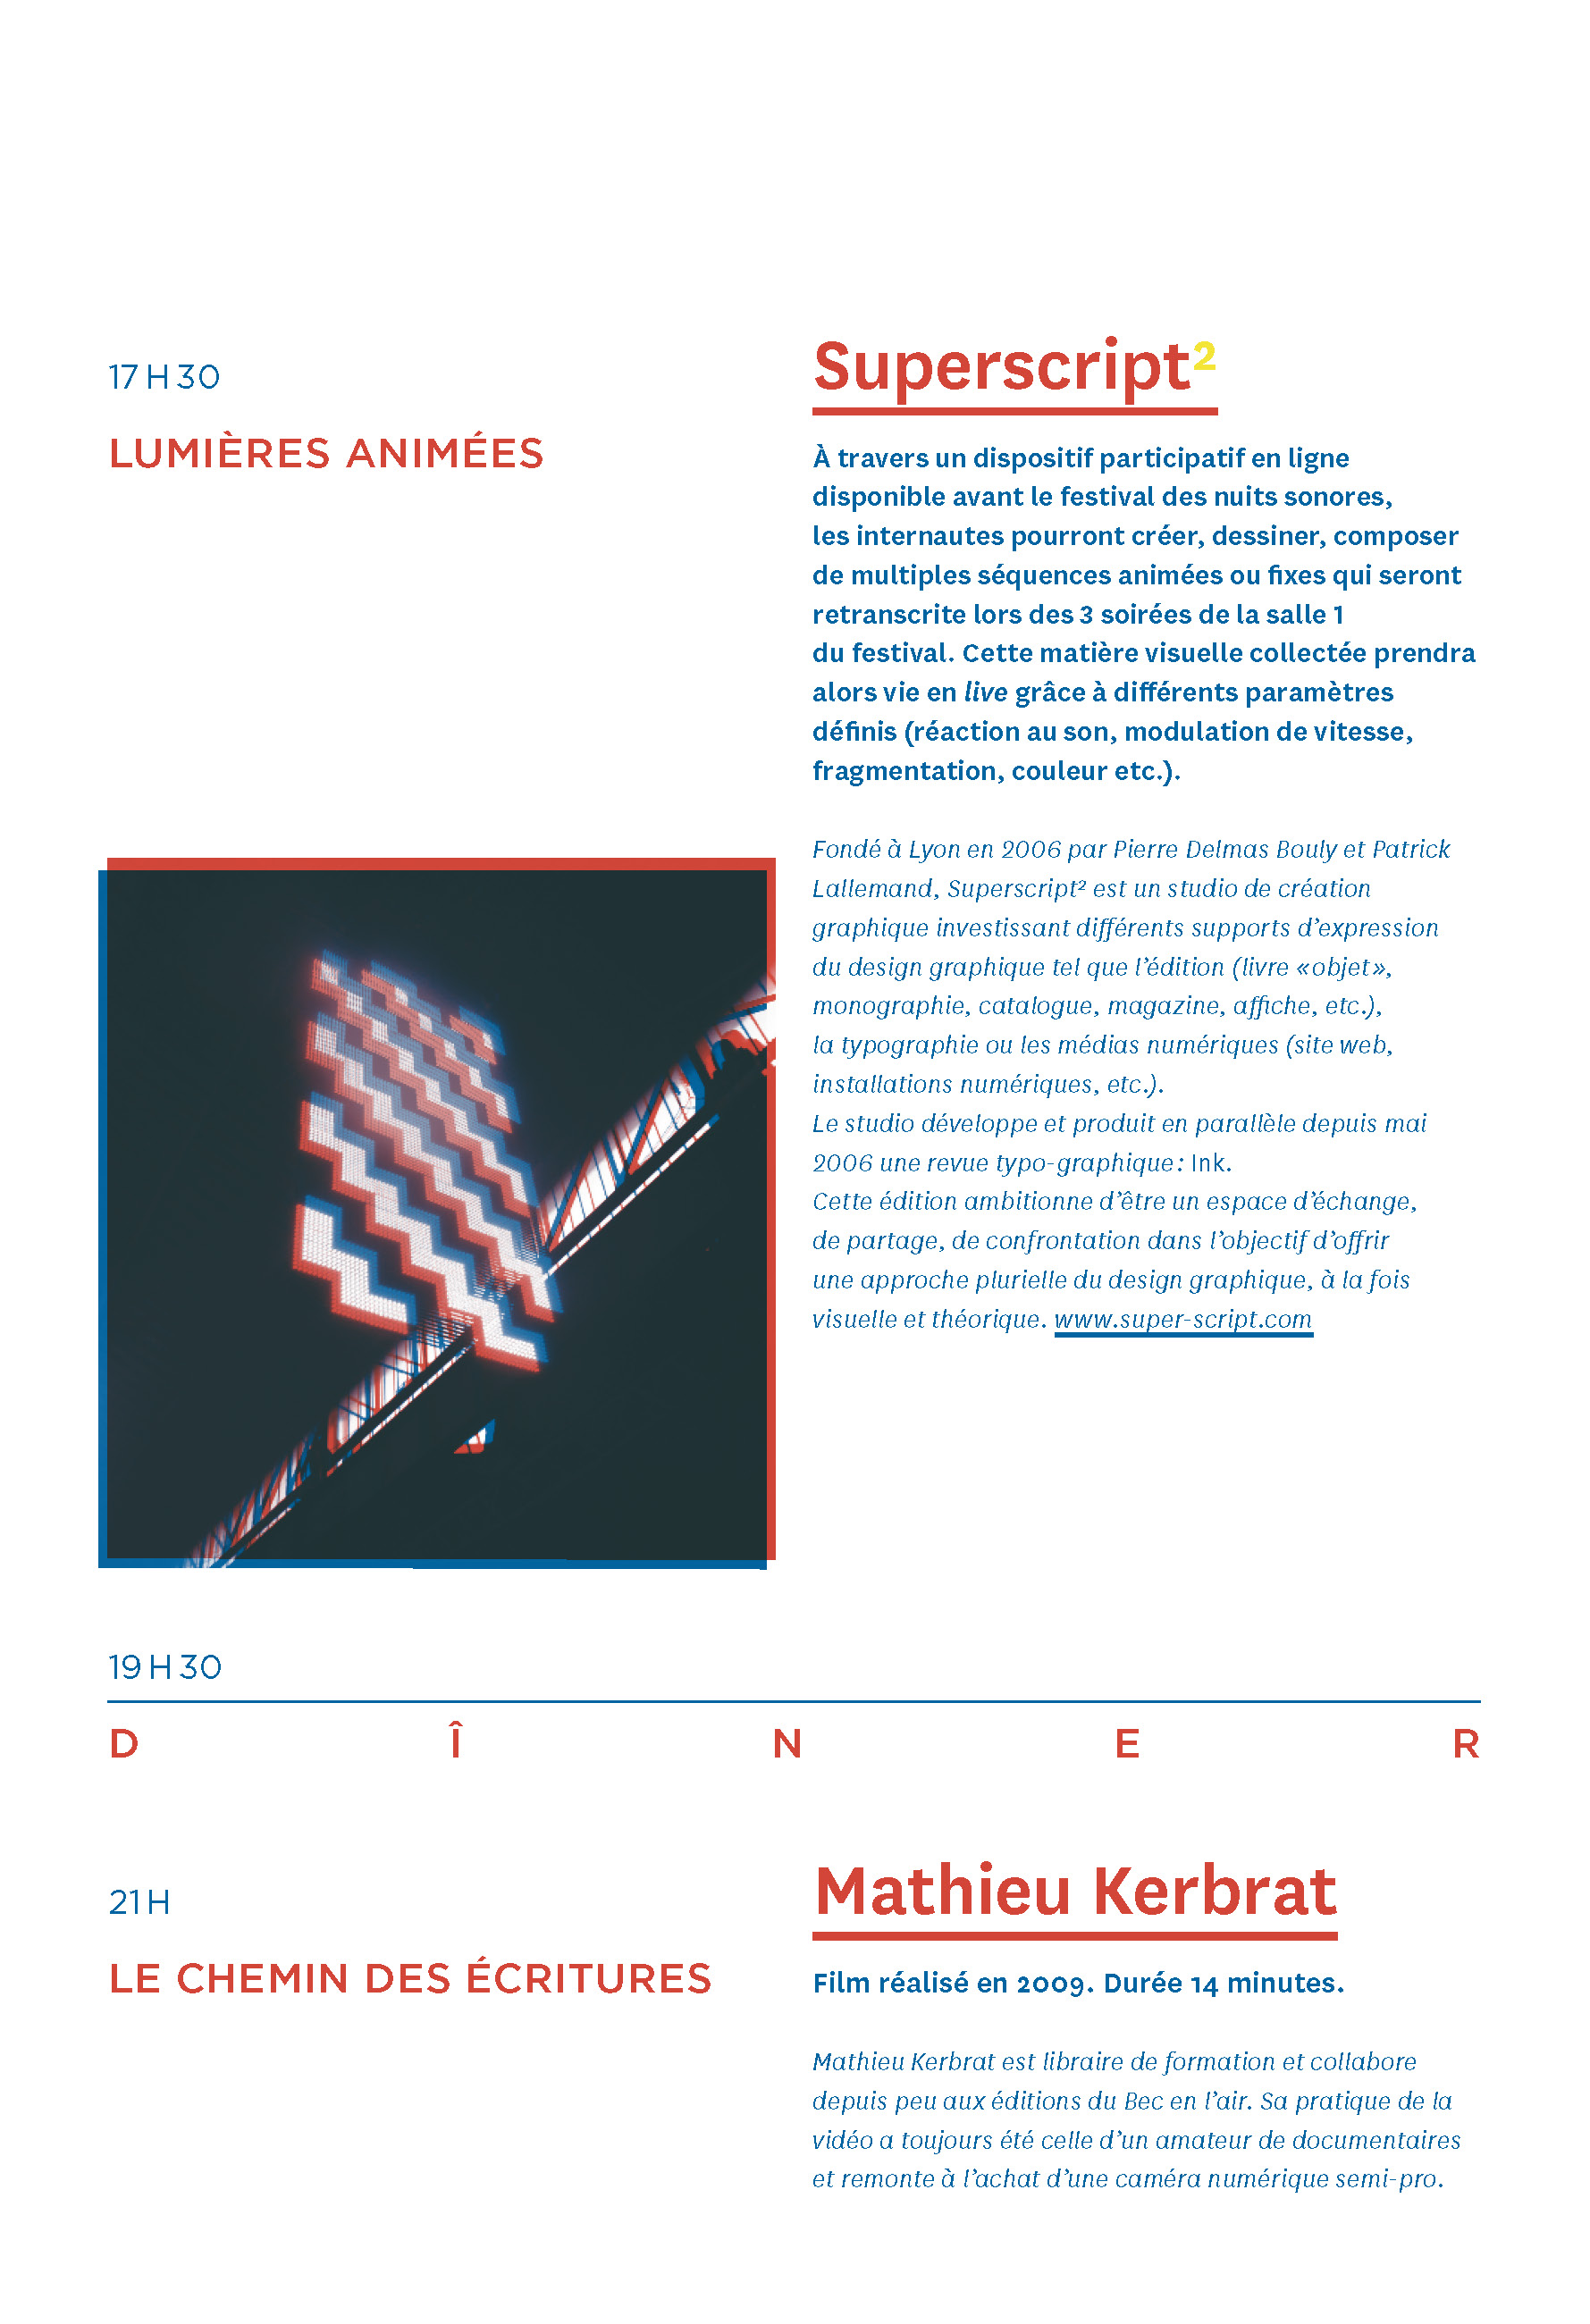 17 H 30
LUMIÈRES ANIMÉES
Superscript²
À travers un dispositif participatif en ligne
disponible avant le festival des nuits sonores,
les internautes pourront créer, dessiner, composer
de multiples séquences animées ou fixes qui seront
retranscrite lors des 3 soirées de la salle 1
du festival. Cette matière visuelle collectée prendra
alors vie en live grâce à différents paramètres
définis (réaction au son, modulation de vitesse,
fragmentation, couleur etc.).
Fondé à Lyon en 2006 par Pierre Delmas Bouly et Patrick
Lallemand, Superscript² est un studio de création
graphique investissant différents supports d’expression
du design graphique tel que l’édition (livre «objet»,
monographie, catalogue, magazine, affiche, etc.),
la typographie ou les médias numériques (site web,
installations numériques, etc.).
Le studio développe et produit en parallèle depuis mai
2006 une revue typo-graphique: Ink.
Cette édition ambitionne d’être un espace d’échange,
de partage, de confrontation dans l’objectif d’offrir
une approche plurielle du design graphique, à la fois
visuelle et théorique. www.super-script.com
19 H 30
DÎNER
21 H
LE CHEMIN DES ÉCRITURES
Mathieu Kerbrat
Film réalisé en 2009. Durée 14 minutes.
Mathieu Kerbrat est libraire de formation et collabore
depuis peu aux éditions du Bec en l’air. Sa pratique de la
vidéo a toujours été celle d’un amateur de documentaires
et remonte à l’achat d’une caméra numérique semi-pro.